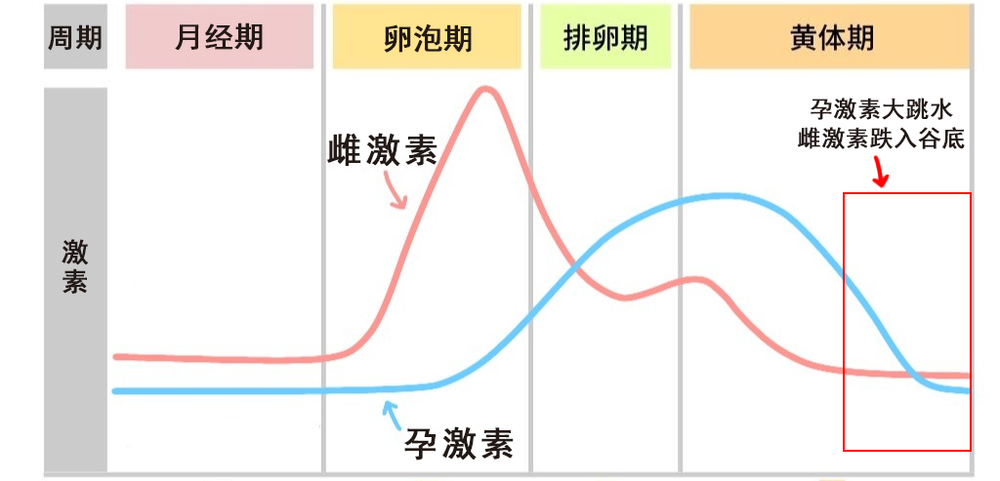 周期
月经期
卵泡期
排卵期
黄体期
孕激素大跳水
雌激素跌入谷底
雌激素
激
素
孕激素